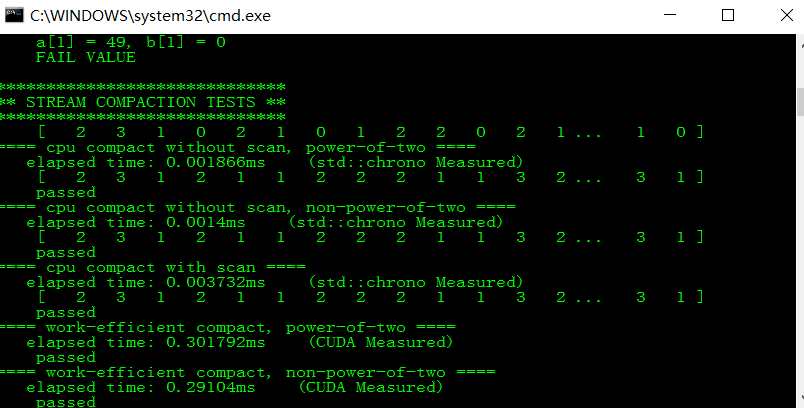 C:\WINDOWS\system32\cmd.exe
a[1] = 49, b[1] = 0
FAIL VALUE
*****************************
** STREAM COMPACTION TESTS **
*****************************
[ 2 3 1 0 2 1 0 1 2 2 0 2 1 ... 1 0 ]
==== cpu compact without scan, power-of-two ====
elapsed time: 0.001866ms (std::chrono Measured)
[ 2 3 1 2 1 1 2 2 2 1 1 3 2 ... 3 1 ]
passed
==== cpu compact without scan, non-power-of-two ====
elapsed time: 0.0014ms (std::chrono Measured)
[ 2 3 1 2 1 1 2 2 2 1 1 3 2 ... 3 1 ]
passed
==== cpu compact with scan ====
elapsed time: 0.003732ms (std::chrono Measured)
[ 2 3 1 2 1 1 2 2 2 1 1 3 2 ... 3 1 ]
passed
==== work-efficient compact, power-of-two ====
elapsed time: 0.301792ms (CUDA Measured)
passed
==== work-efficient compact, non-power-of-two ====
elapsed time: 0.29104ms (CUDA Measured)
passed